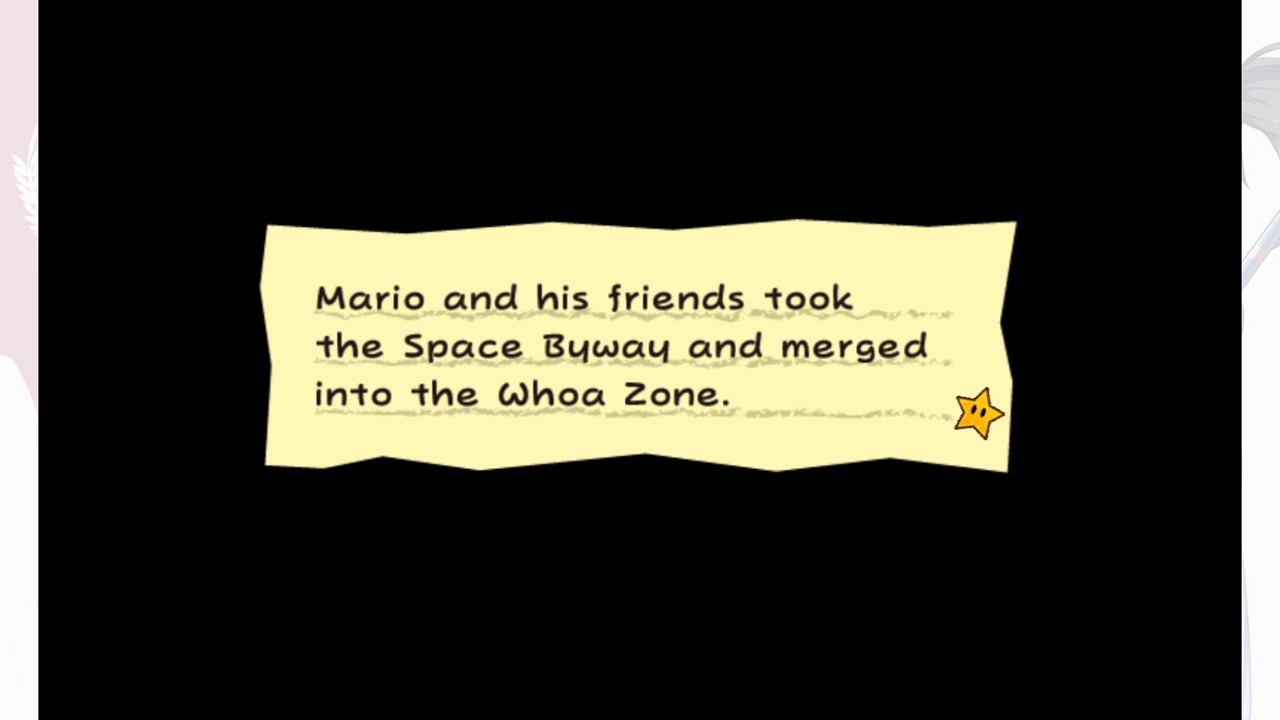 Mario and his friends took
the Space Byway and merged
into the Whoa Zone.